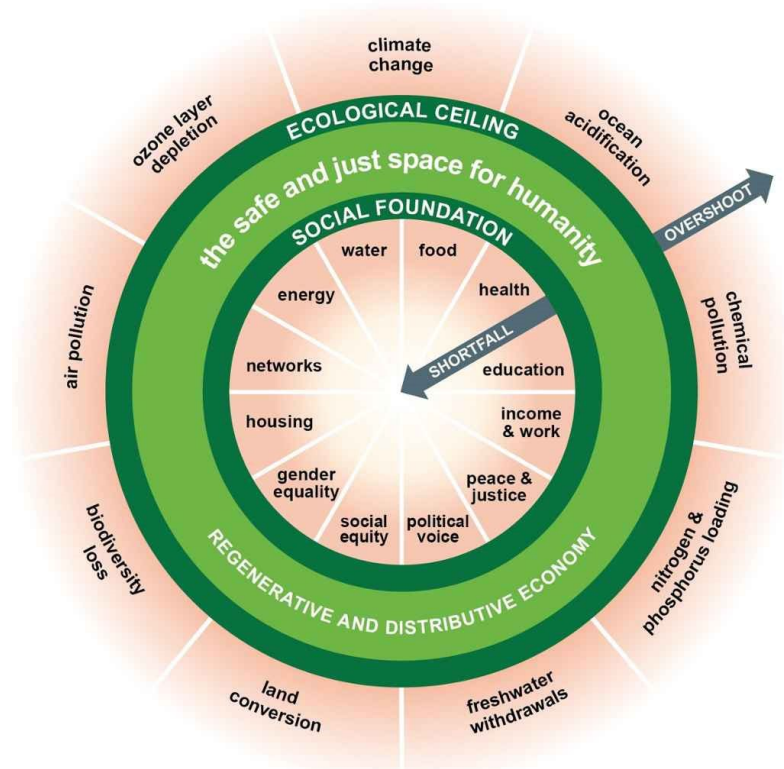 climate
change
ocean
acidification
OVERSHOOT
chemical
pollution
nitrogen &
phosphorus loading
freshwater
withdrawals
land
conversion
biodiversity
loss
air pollution
ozone layer
depletion
ECOLOGICAL CEILING
the safe and just space for humanity
SOCIAL FOUNDATION
water
food
health
SHORTFALL
education
income
& work
peace &
justice
political
voice
social
equity
gender
equality
housing
networks
energy
REGENERATIVE AND DISTRIBUTIVE ECONOMY